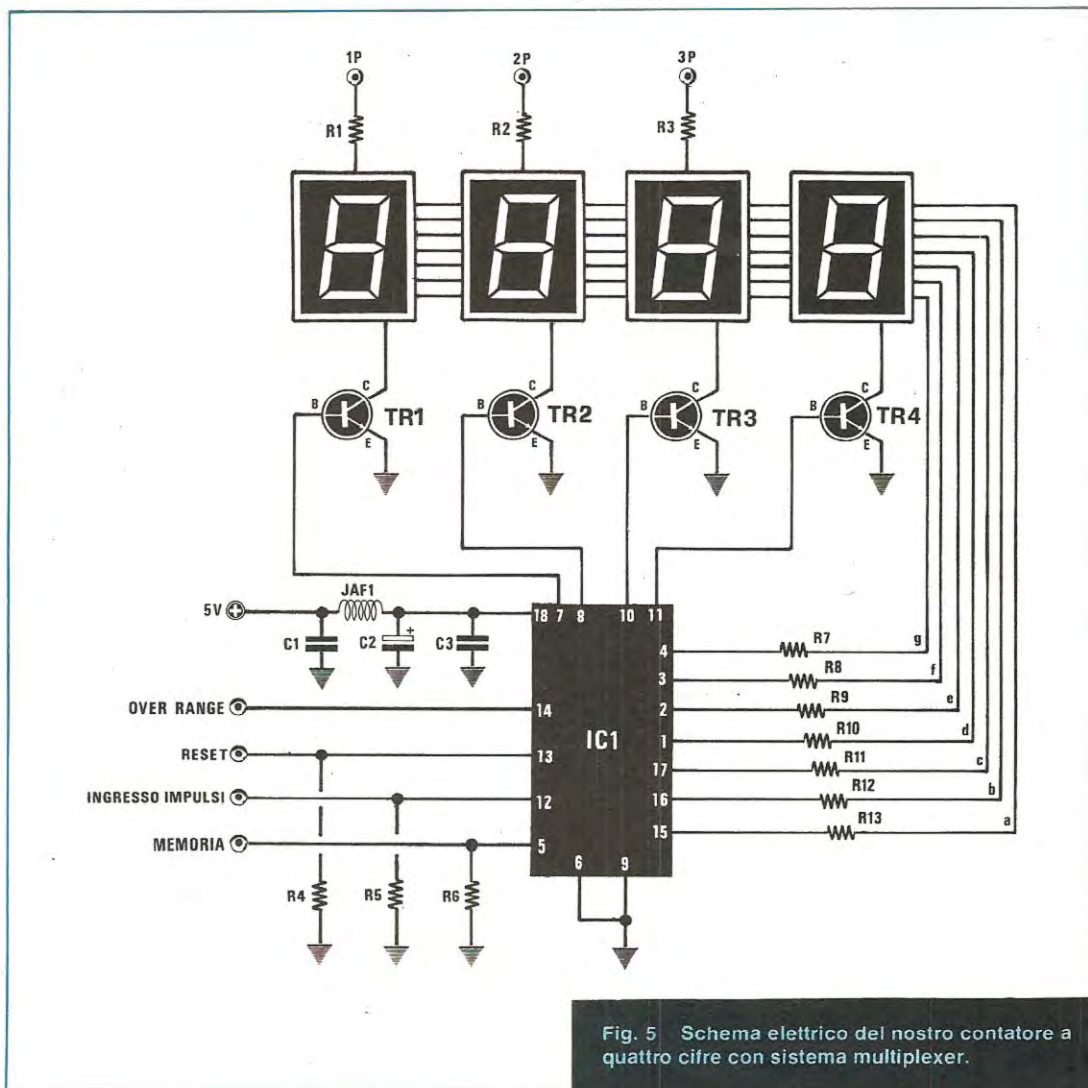 1P 2P 3P
R1 R2 R3
C C C C
B TR1 B TR2 B TR3 B TR4
E E E E
5V JAF1 18 7 8 10 11
C1 C2 + C3
4 R7 g
3 R8 f
OVER RANGE 14 2 R9 e
IC1
1 R10 d
RESET 13
17 R11 c
INGRESSO IMPULSI 12 16 R12 b
MEMORIA 5 15 R13 a
6 9
R4 R5 R6
Fig. 5 Schema elettrico del nostro contatore a
quattro cifre con sistema multiplexer.